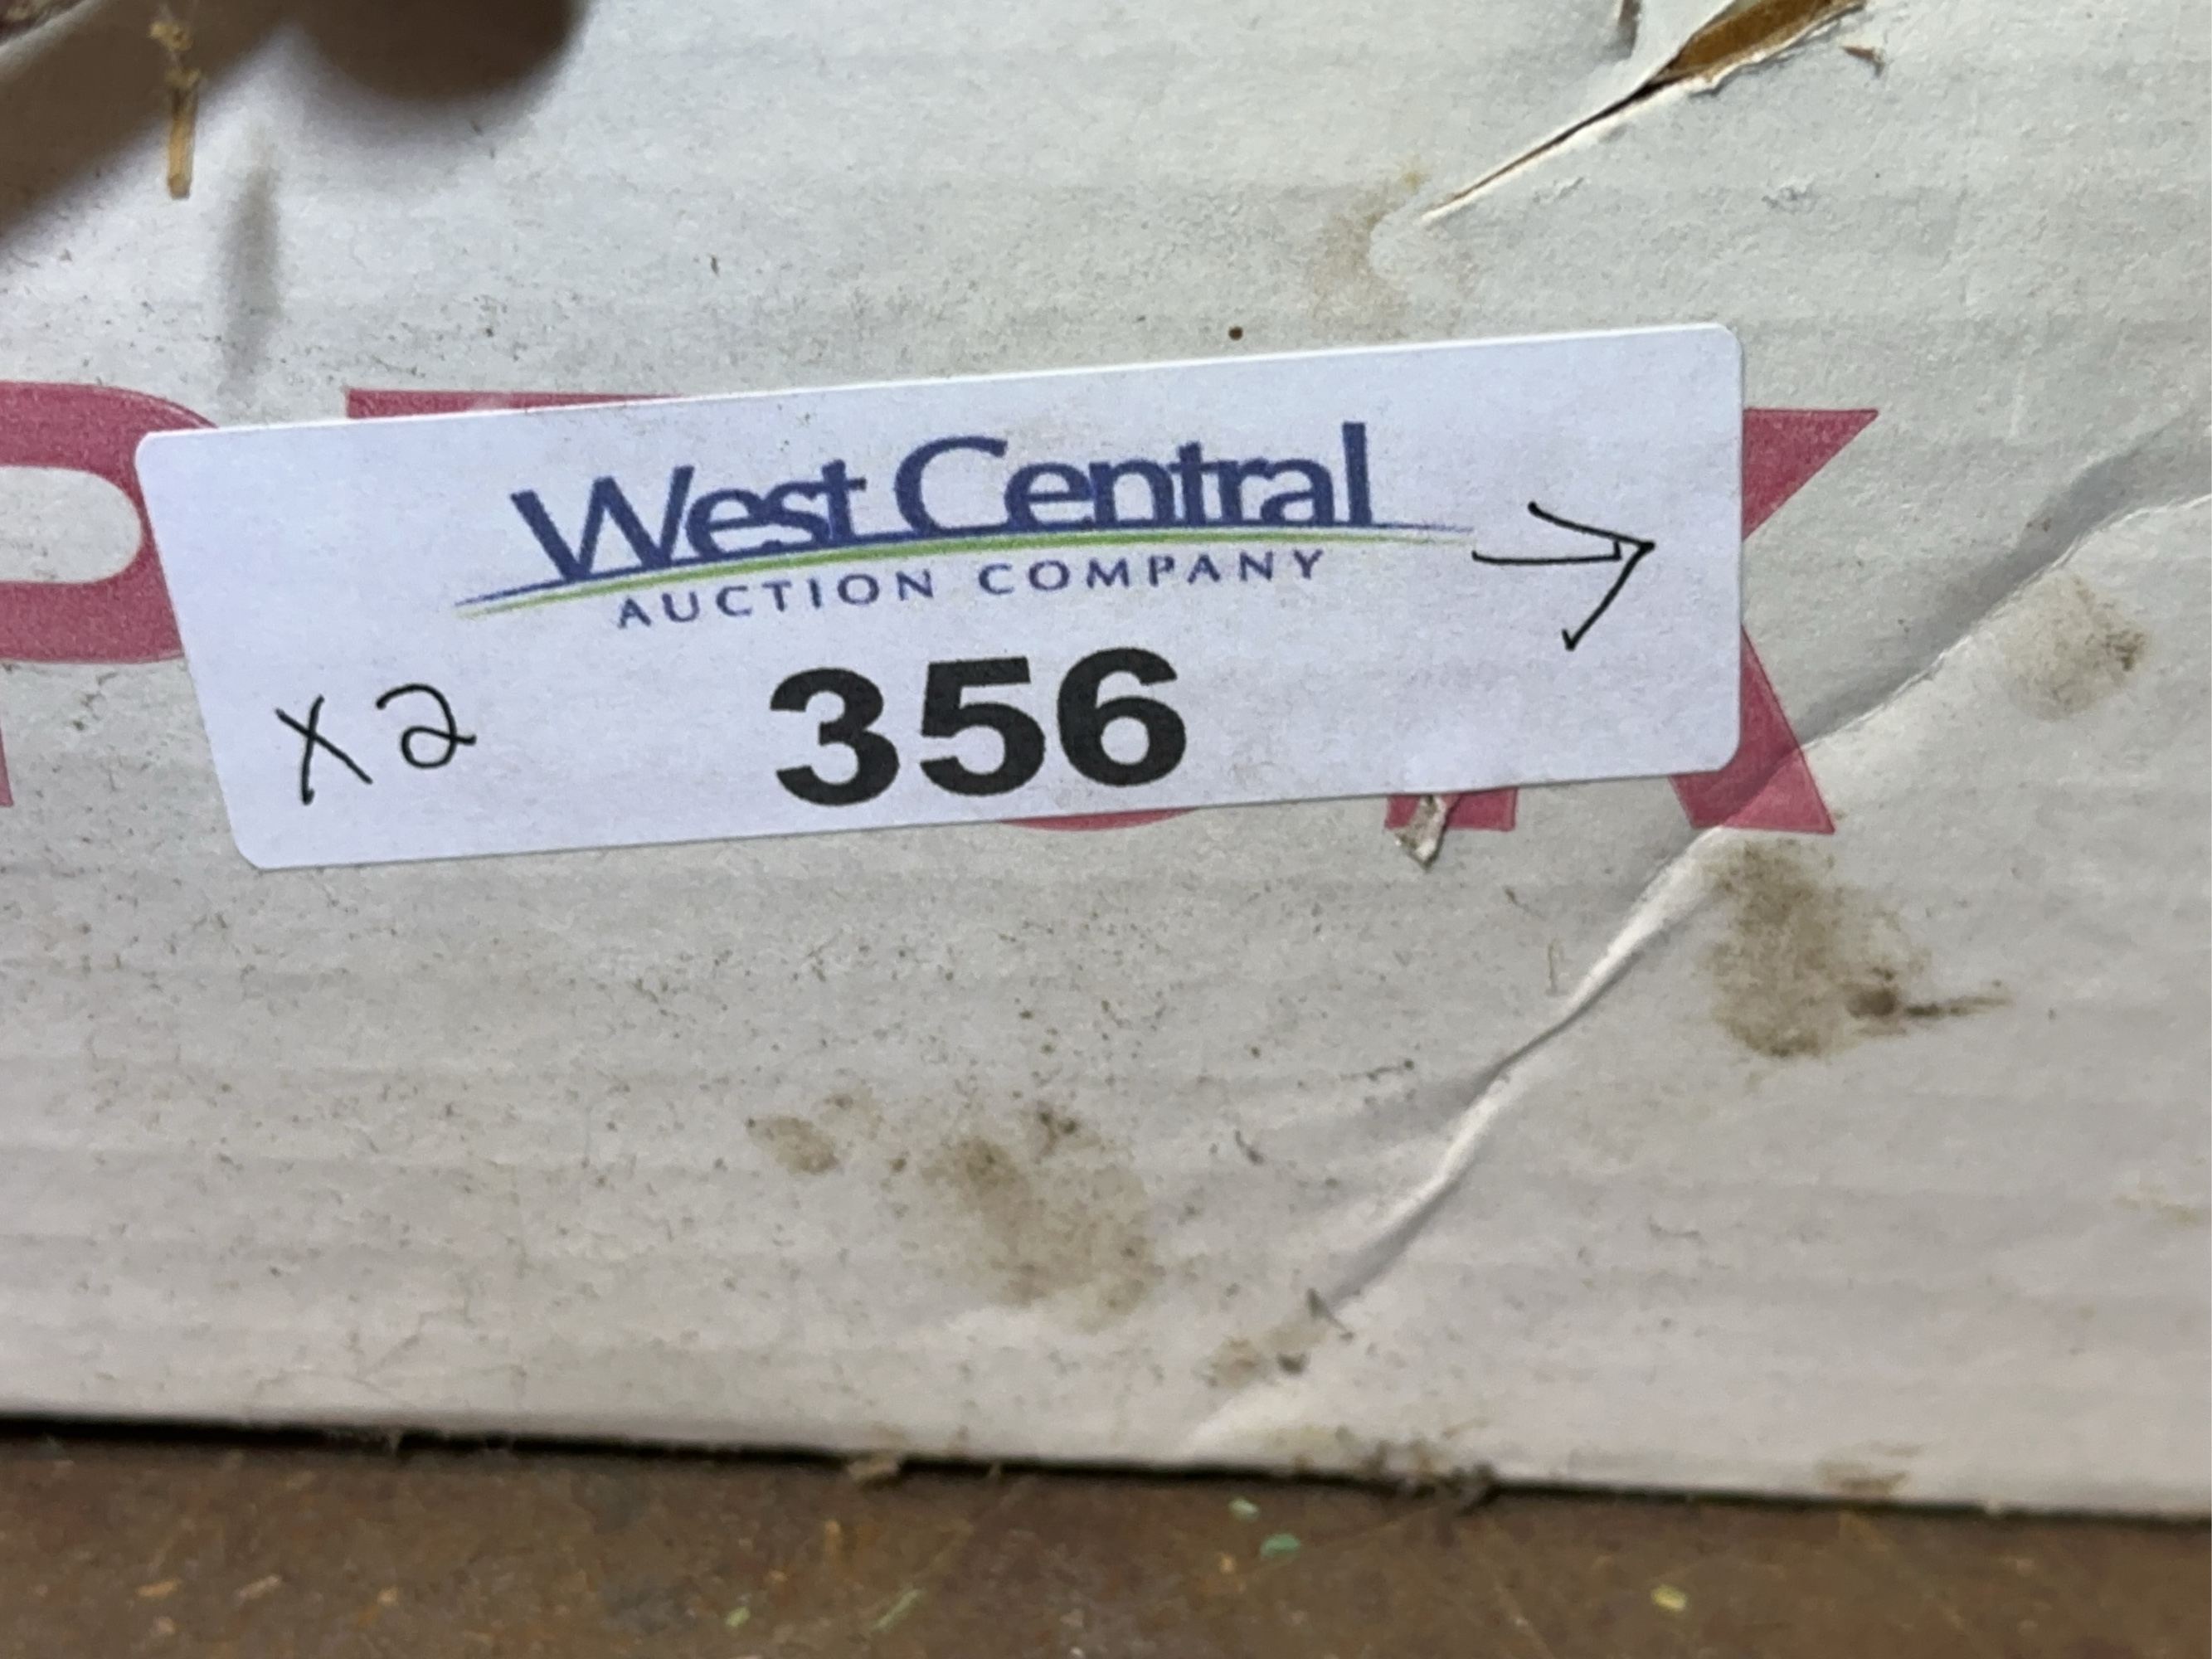 West Central
AUCTION COMPANY
→
x2 356